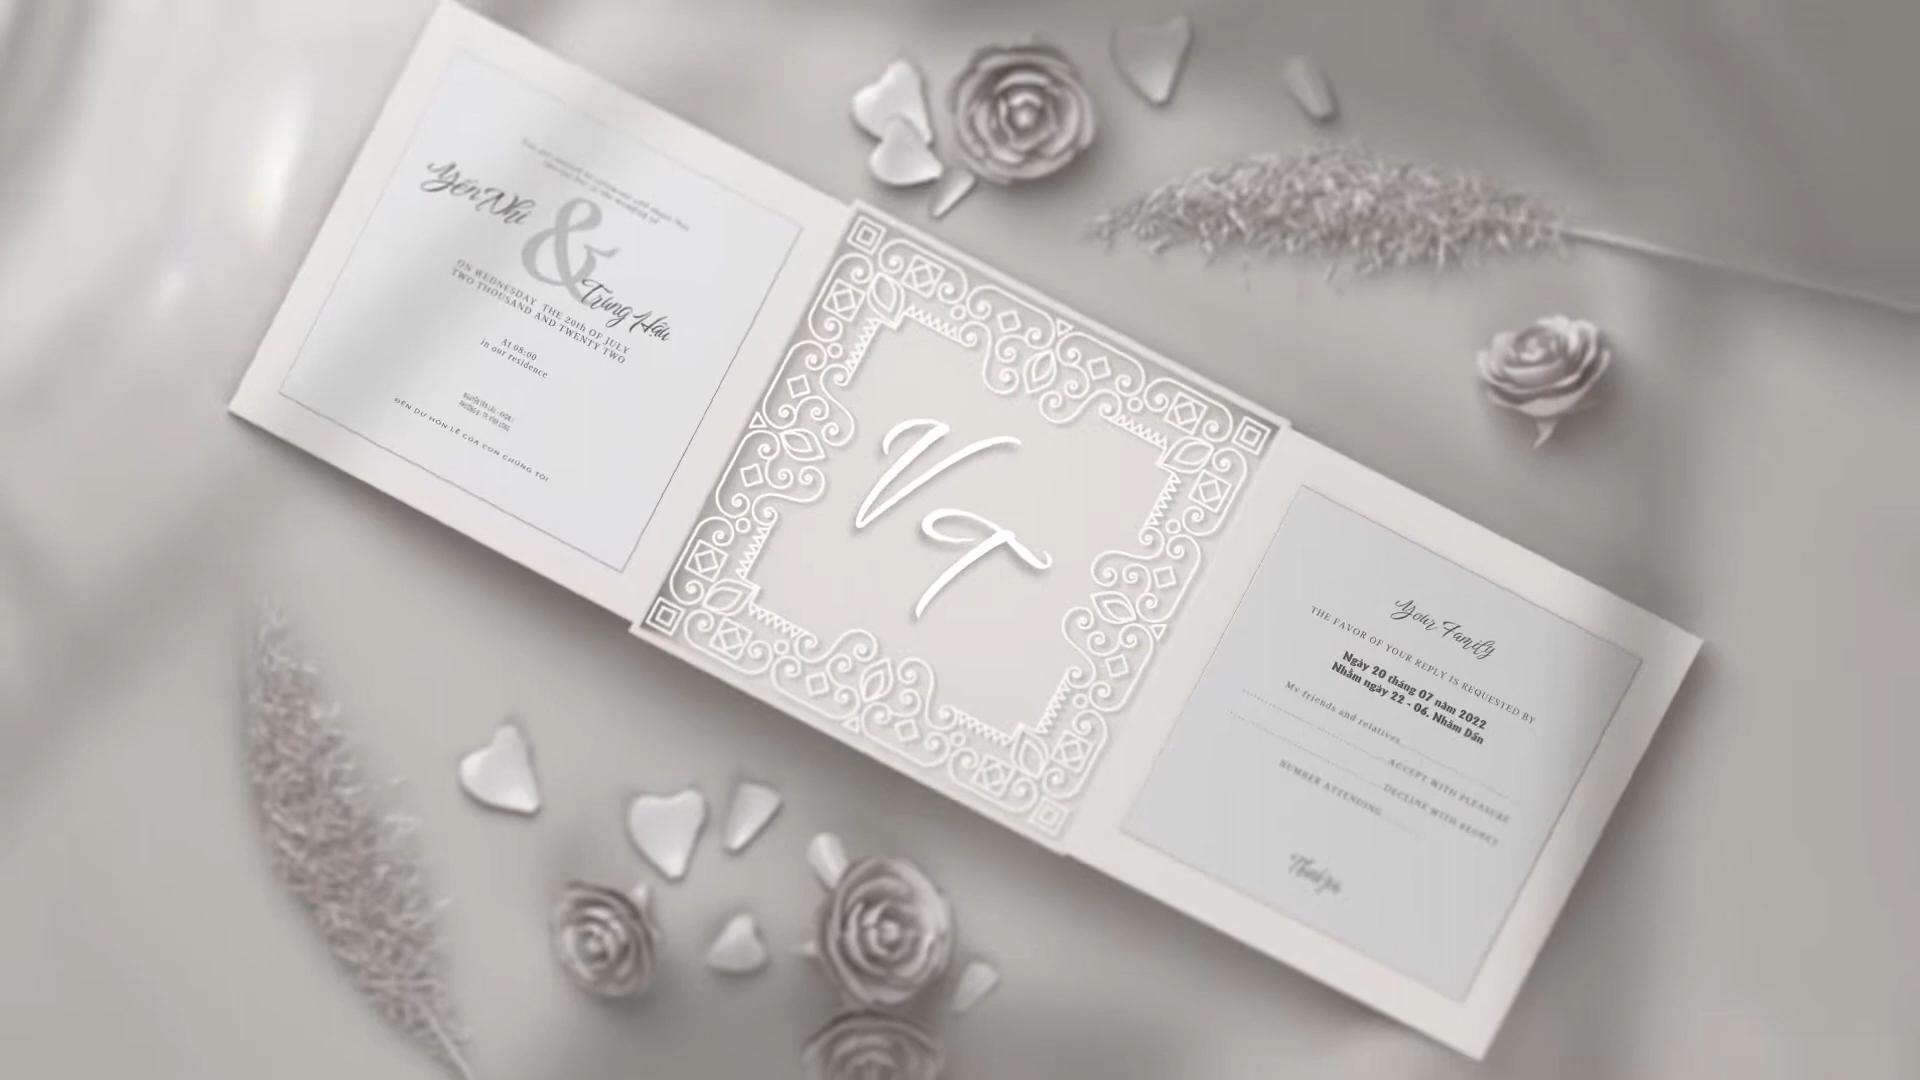 Yến Nhi
&
Trung Hậu
ON WEDNESDAY THE 20th OF JULY
TWO THOUSAND AND TWENTY TWO
At 08:00
in our residence
ĐẾN DỰ HÔN LỄ CỦA CON CHÚNG TÔI
V
T
Your Family
THE FAVOR OF YOUR REPLY IS REQUESTED BY
Ngày 20 tháng 07 năm 2022
Nhằm ngày 22 - 06. Nhâm Dần
My friends and relatives
ACCEPT WITH PLEASURE
DECLINE WITH REGRET
NUMBER ATTENDING